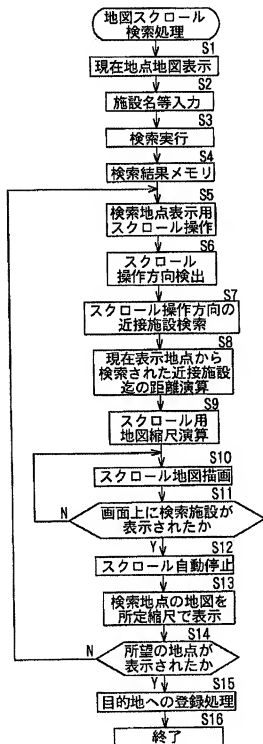 地図スクロール
検索処理
S1
現在地点地図表示
S2
施設名等入力
S3
検索実行
S4
検索結果メモリ
S5
検索地点表示用
スクロール操作
S6
スクロール
操作方向検出
S7
スクロール操作方向の
近接施設検索
S8
現在表示地点から
検索された近接施設
迄の距離演算
S9
スクロール用
地図縮尺演算
S10
スクロール地図描画
S11
N
画面上に検索施設が
表示されたか
Y
S12
スクロール自動停止
S13
検索地点の地図を
所定縮尺で表示
S14
N
所望の地点が
表示されたか
Y
S15
目的地への登録処理
S16
終了